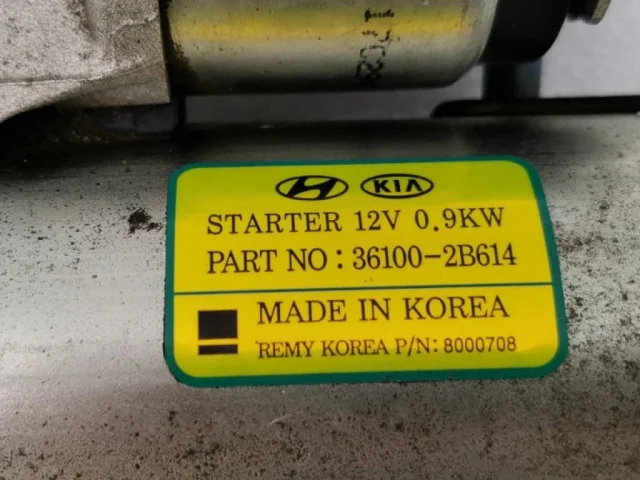 KIA
STARTER 12V 0.9KW
PART NO : 36100-2B614
MADE IN KOREA
REMY KOREA P/N: 8000708